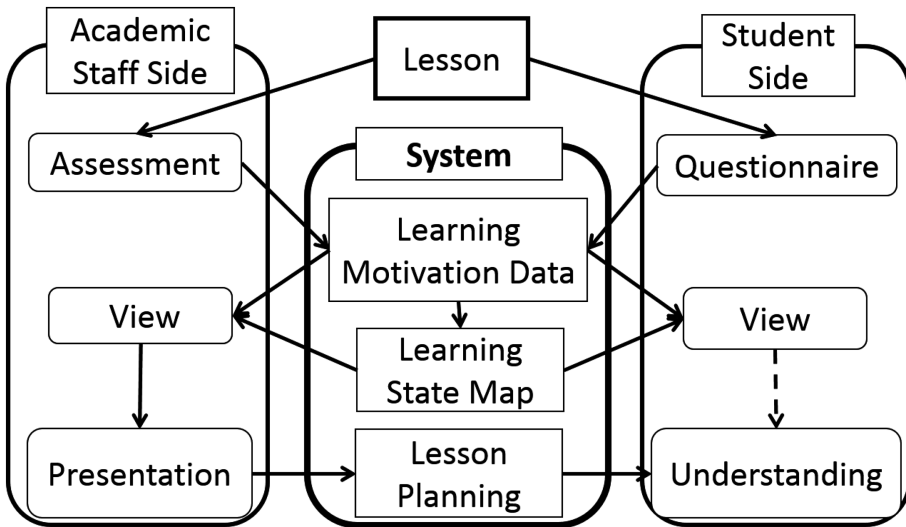 Academic
Staff Side
Lesson
Student
Side
Assessment
System
Questionnaire
Learning
Motivation Data
View
View
Learning
State Map
Presentation
Lesson
Planning
Understanding